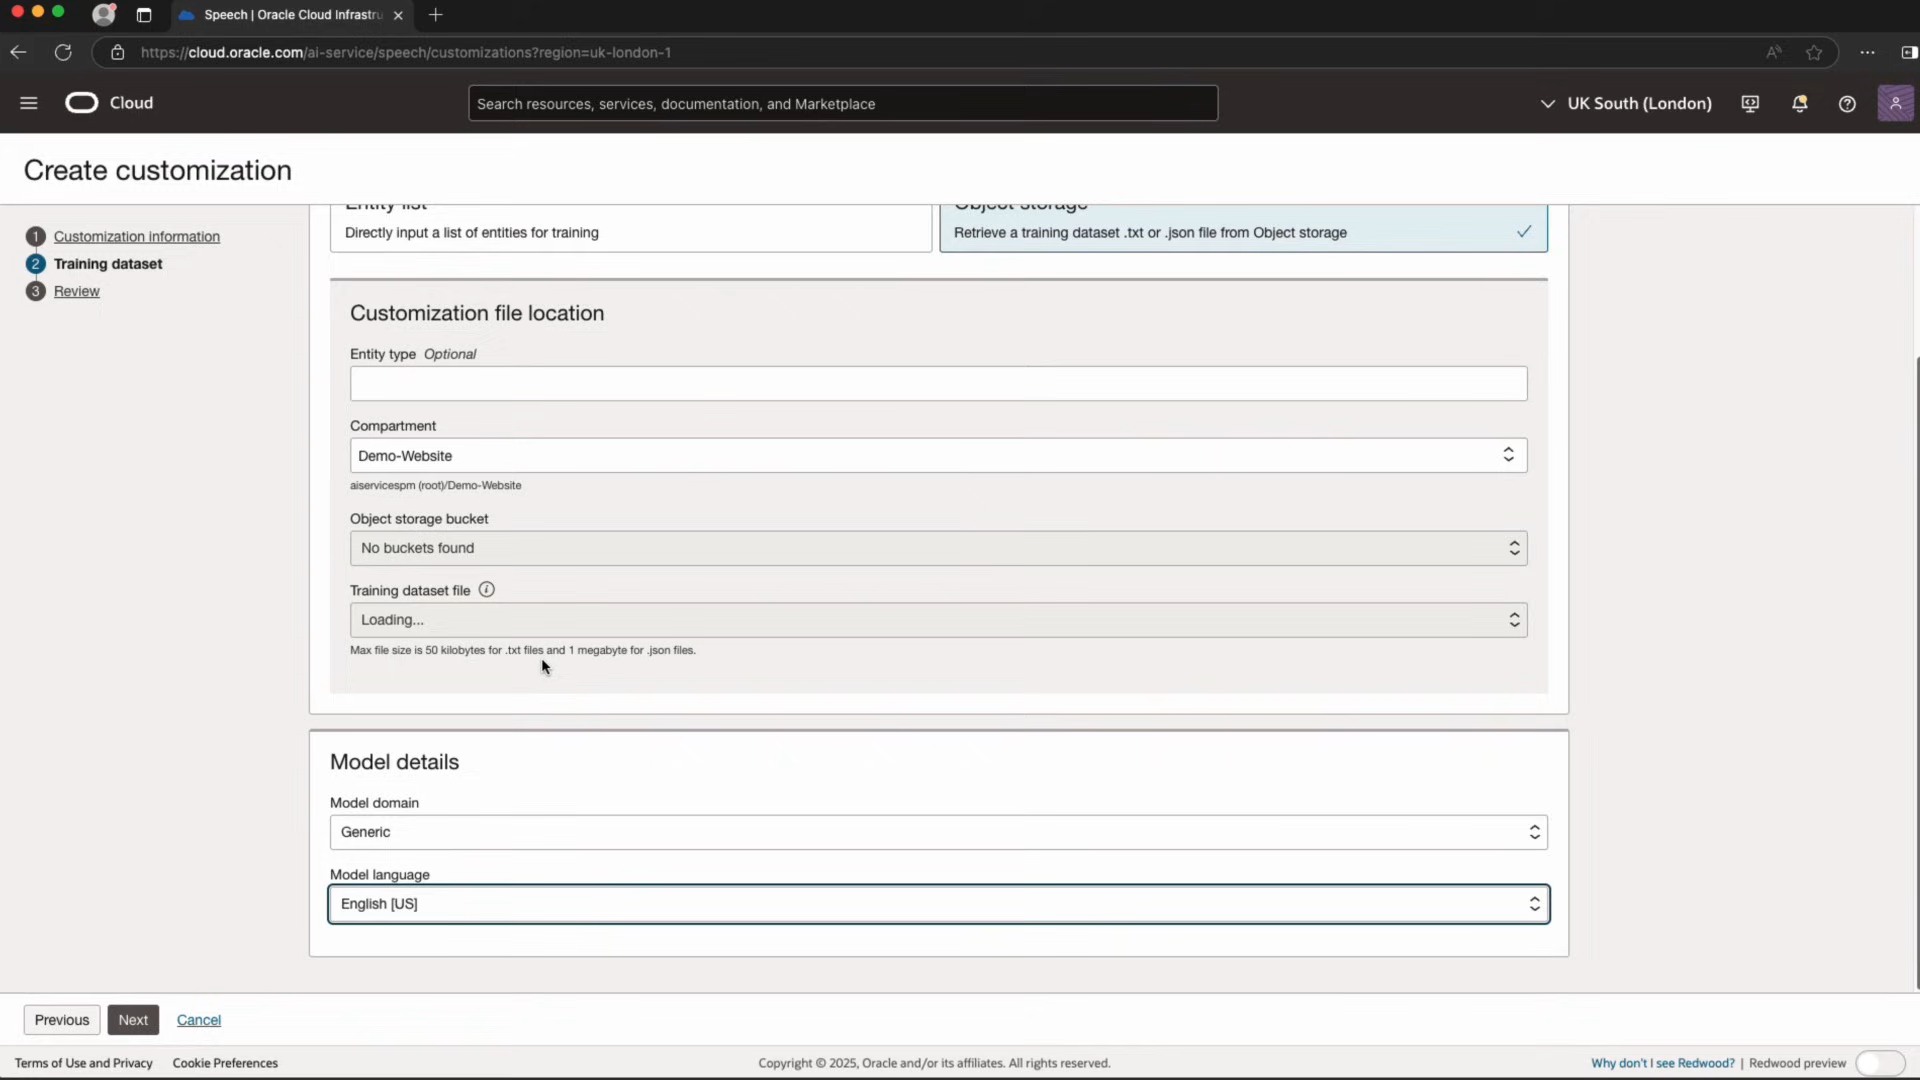 Speech | Oracle Cloud Infrastru
https://cloud.oracle.com/ai-service/speech/customizations?region=uk-london-1
Cloud
Search resources, services, documentation, and Marketplace
UK South (London)
Create customization
1 Customization information
2 Training dataset
3 Review
Entity list
Object storage
Directly input a list of entities for training
Retrieve a training dataset .txt or .json file from Object storage
Customization file location
Entity type Optional
Compartment
Demo-Website
aiservicespm (root)/Demo-Website
Object storage bucket
No buckets found
Training dataset file
Loading...
Max file size is 50 kilobytes for .txt files and 1 megabyte for .json files.
Model details
Model domain
Generic
Model language
English [US]
Previous
Next
Cancel
Terms of Use and Privacy
Cookie Preferences
Copyright © 2025, Oracle and/or its affiliates. All rights reserved.
Why don't I see Redwood? | Redwood preview